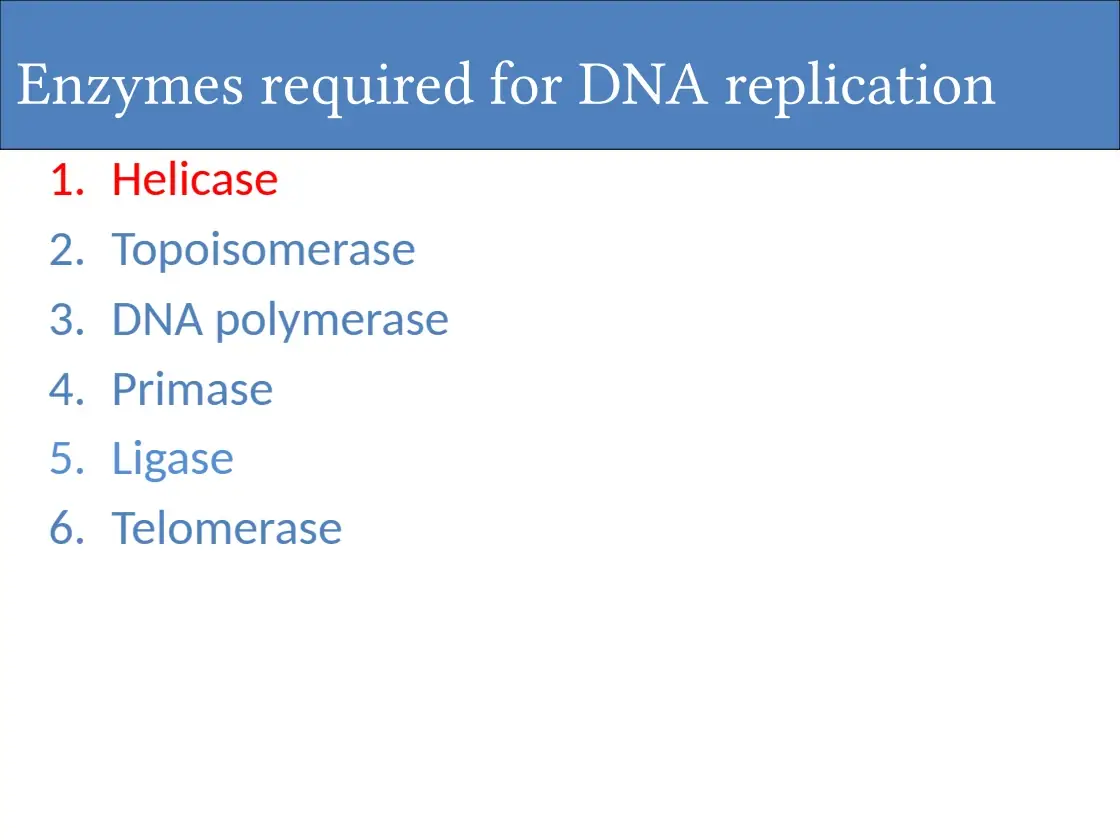 Enzymes required for DNA replication
1. Helicase
2. Topoisomerase
3. DNA polymerase
4. Primase
5. Ligase
6. Telomerase